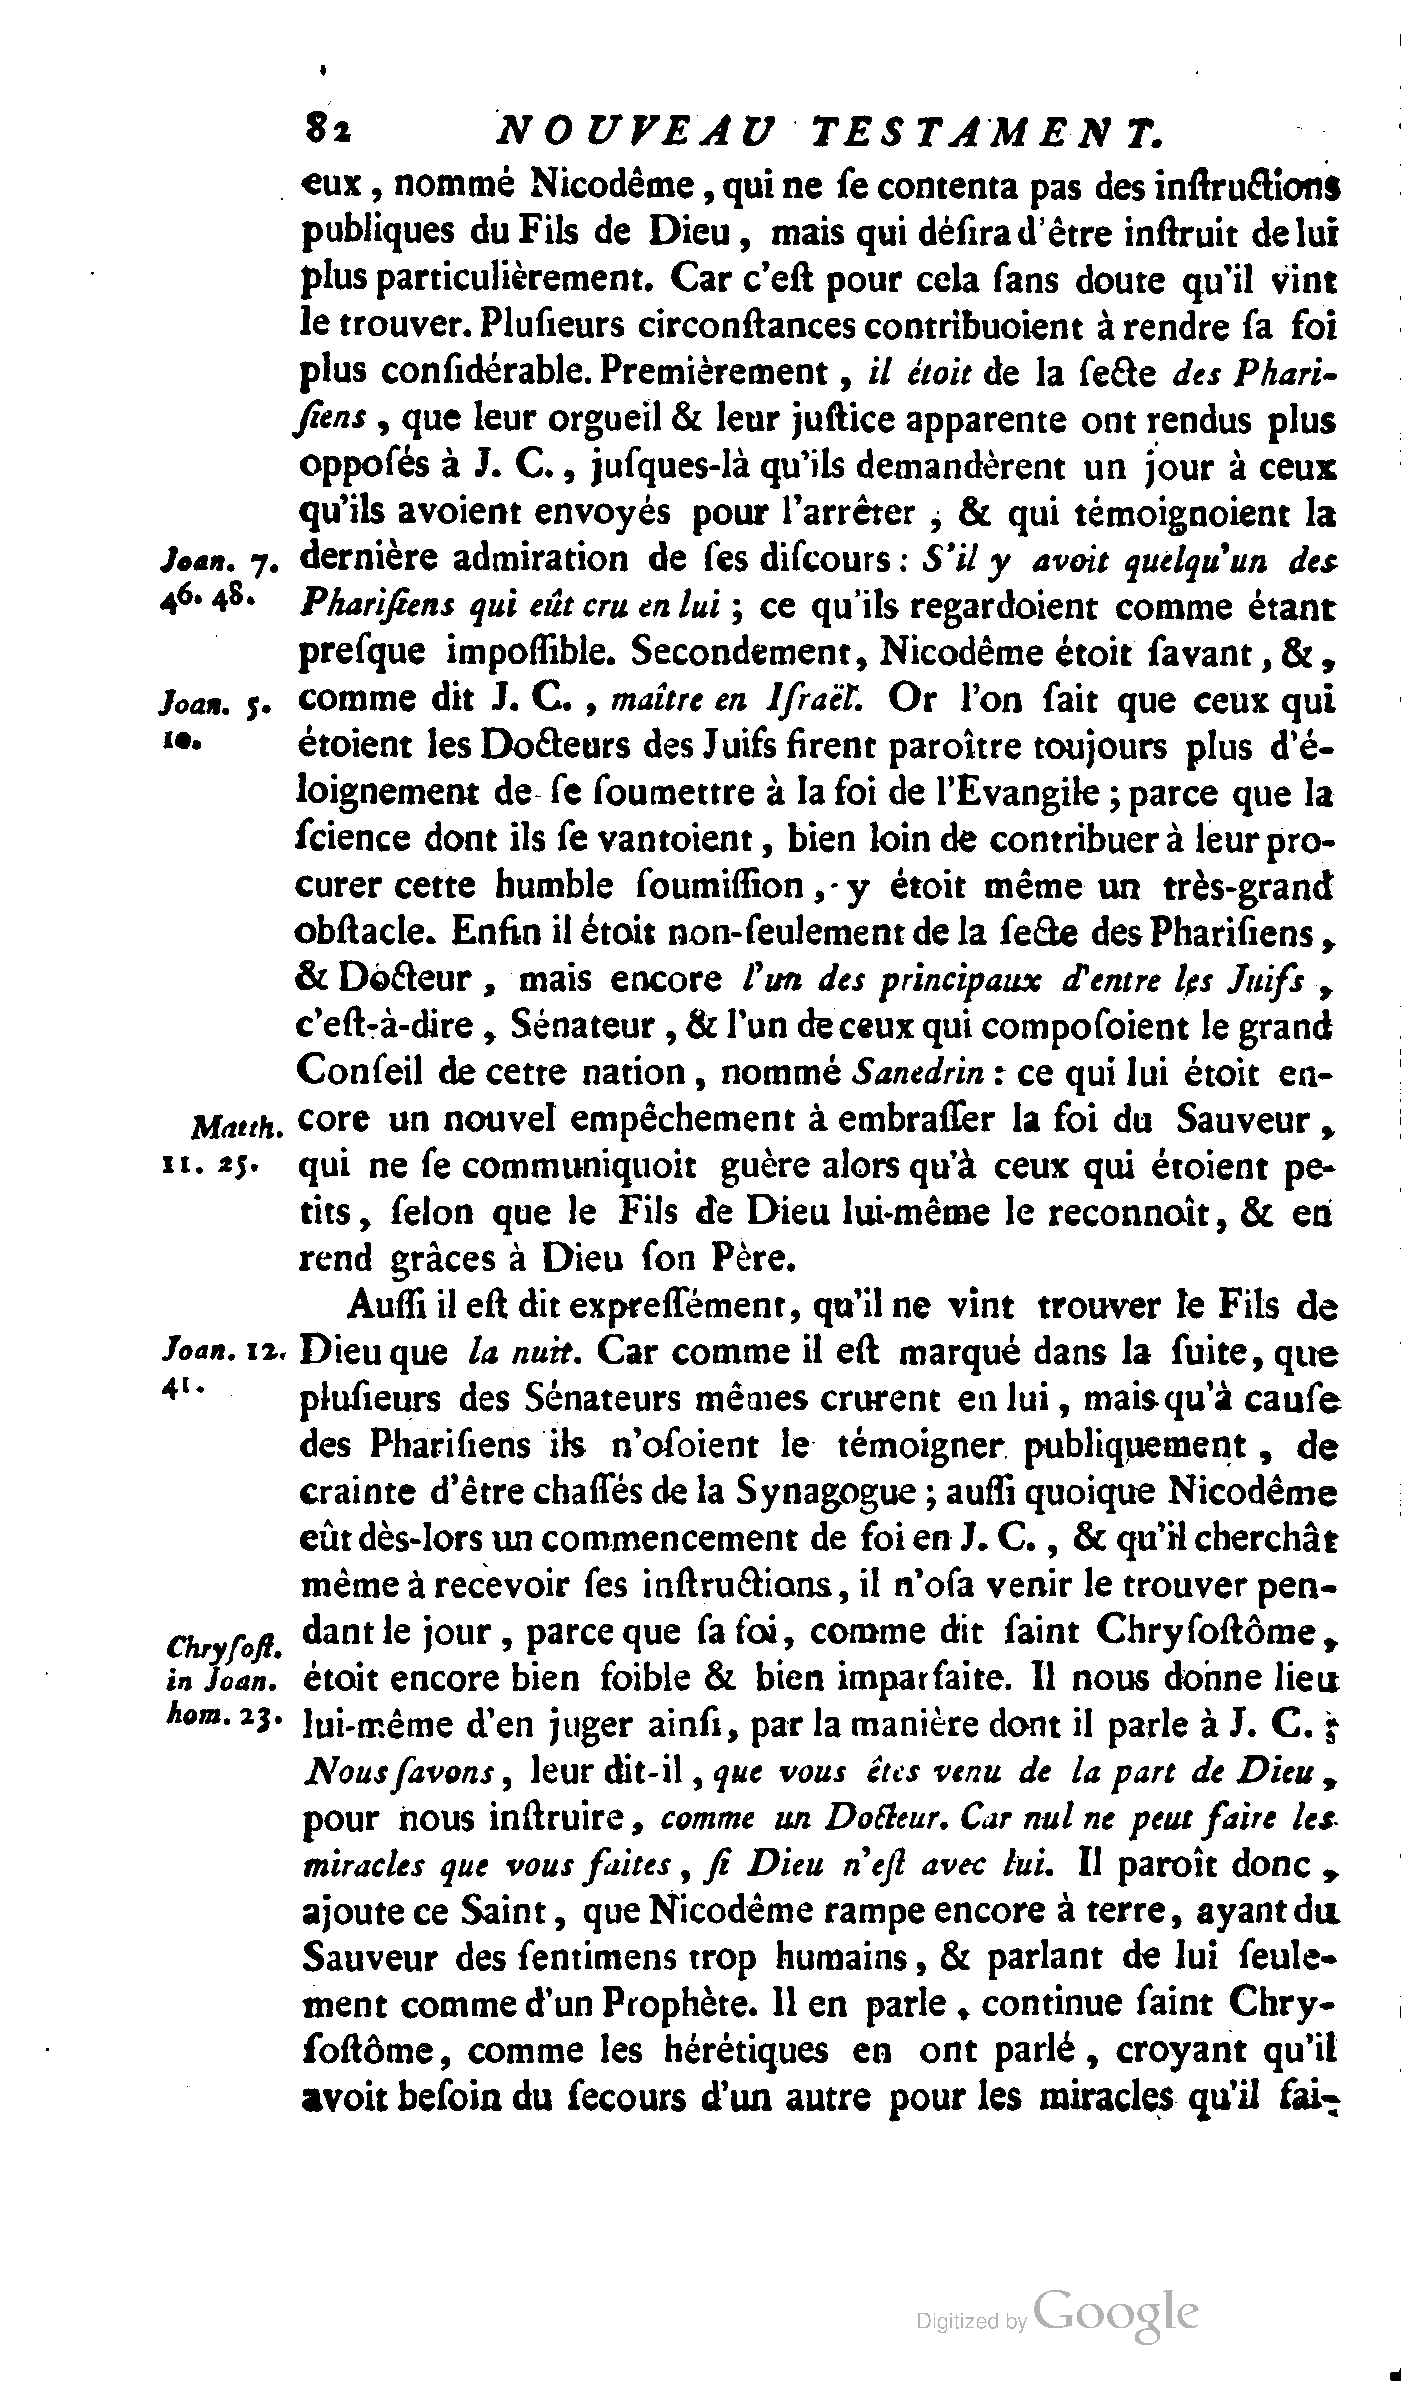 82 NOUVEAU TESTAMENT.
eux, nommé Nicodême, qui ne ſe contenta pas des inſtructions
publiques du Fils de Dieu, mais qui déſira d'être inſtruit de lui
plus particulièrement. Car c'eſt pour cela ſans doute qu'il vint
le trouver. Pluſieurs circonſtances contribuoient à rendre ſa foi
plus conſidérable. Premièrement, il étoit de la ſecte des Phari-
ſiens, que leur orgueil & leur juſtice apparente ont rendus plus
oppoſés à J. C., juſques-là qu'ils demandèrent un jour à ceux
qu'ils avoient envoyés pour l'arrêter, & qui témoignoient la
Joan. 7. dernière admiration de ſes diſcours : S'il y avoit quelqu'un des
46. 48. Phariſiens qui eût cru en lui ; ce qu'ils regardoient comme étant
preſque impoſſible. Secondement, Nicodême étoit ſavant, &,
Joan. 5. comme dit J. C., maître en Iſraël. Or l'on ſait que ceux qui
10. étoient les Docteurs des Juifs firent paroître toujours plus d'é-
loignement de ſe ſoumettre à la foi de l'Evangile ; parce que la
ſcience dont ils ſe vantoient, bien loin de contribuer à leur pro-
curer cette humble ſoumiſſion, y étoit même un très-grand
obſtacle. Enfin il étoit non-ſeulement de la ſecte des Phariſiens,
& Docteur, mais encore l'un des principaux d'entre les Juifs,
c'eſt-à-dire, Sénateur, & l'un de ceux qui compoſoient le grand
Conſeil de cette nation, nommé Sanedrin : ce qui lui étoit en-
Matth. core un nouvel empêchement à embraſſer la foi du Sauveur,
11. 25. qui ne ſe communiquoit guère alors qu'à ceux qui étoient pe-
tits, ſelon que le Fils de Dieu lui-même le reconnoît, & en
rend grâces à Dieu ſon Père.
Auſſi il eſt dit expreſſément, qu'il ne vint trouver le Fils de
Joan. 12. Dieu que la nuit. Car comme il eſt marqué dans la ſuite, que
41. pluſieurs des Sénateurs mêmes crurent en lui, mais qu'à cauſe
des Phariſiens ils n'oſoient le témoigner publiquement, de
crainte d'être chaſſés de la Synagogue ; auſſi quoique Nicodême
eût dès-lors un commencement de foi en J. C., & qu'il cherchât
même à recevoir ſes inſtructions, il n'oſa venir le trouver pen-
Chryſoſt. dant le jour, parce que ſa foi, comme dit ſaint Chryſoſtôme,
in Joan. étoit encore bien foible & bien imparfaite. Il nous donne lieu
hom. 23. lui-même d'en juger ainſi, par la manière dont il parle à J. C. ;
Nous ſavons, leur dit-il, que vous êtes venu de la part de Dieu,
pour nous inſtruire, comme un Docteur. Car nul ne peut faire les
miracles que vous faites, ſi Dieu n'eſt avec lui. Il paroît donc,
ajoute ce Saint, que Nicodême rampe encore à terre, ayant du
Sauveur des ſentimens trop humains, & parlant de lui ſeule-
ment comme d'un Prophète. Il en parle, continue ſaint Chry-
ſoſtôme, comme les hérétiques en ont parlé, croyant qu'il
avoit beſoin du ſecours d'un autre pour les miracles qu'il fai-
Digitized by Google